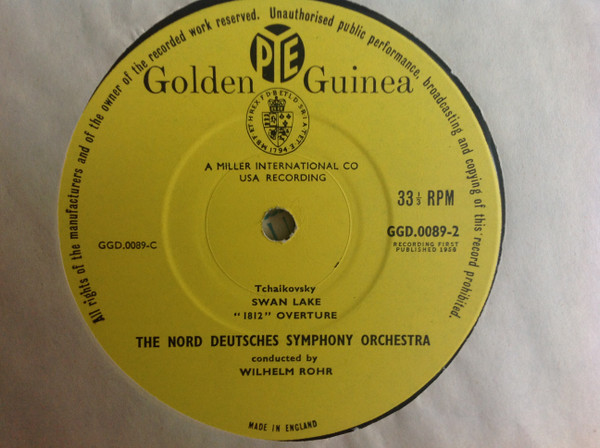 All rights of the manufacturers and of the owner of the recorded work reserved. Unauthorised public performance, broadcasting and copying of this record prohibited.
PYE
Golden Guinea
A MILLER INTERNATIONAL CO
USA RECORDING
33⅓ RPM
GGD.0089-C
GGD.0089-2
RECORDING FIRST
PUBLISHED 1958
Tchaikovsky
SWAN LAKE
"1812" OVERTURE
THE NORD DEUTSCHES SYMPHONY ORCHESTRA
conducted by
WILHELM ROHR
MADE IN ENGLAND